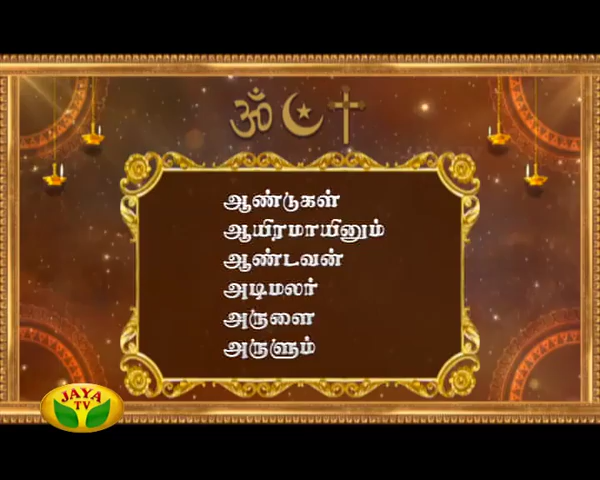 ஆண்டுகள்
ஆயிரமாயினும்
ஆண்டவன்
அடிமலர்
அருளை
அருளும்
JAYA
TV